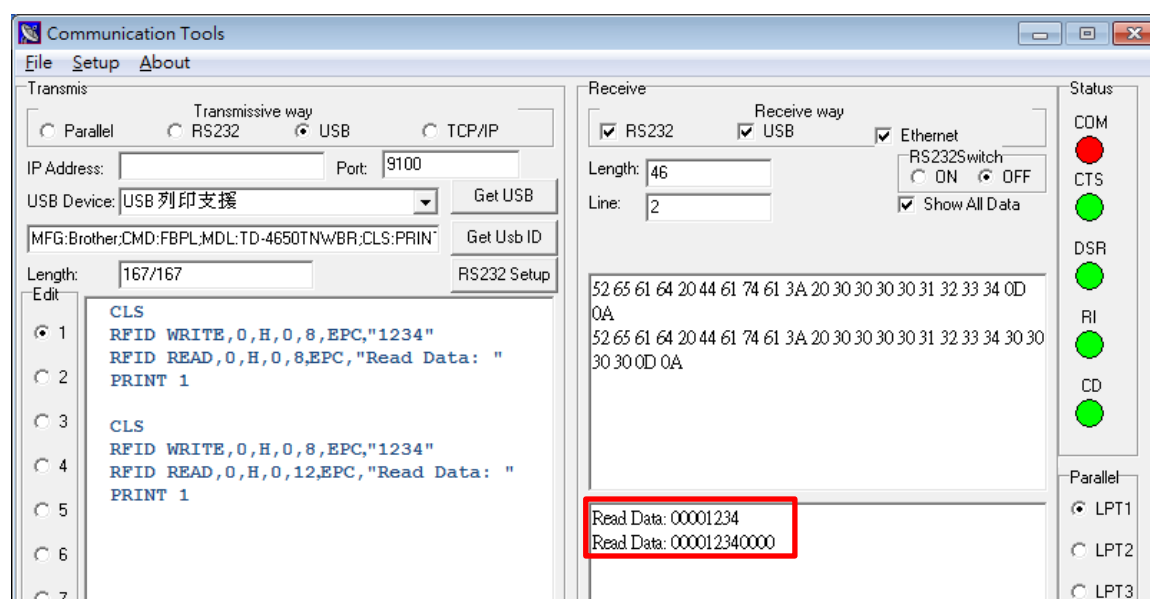 Communication Tools
File Setup About
Transmis
Transmissive way
Parallel RS232 USB TCP/IP
IP Address: Port: 9100
USB Device: USB 列印支援 Get USB
MFG:Brother;CMD:FBPL;MDL:TD-4650TNWBR;CLS:PRINT Get Usb ID
Length: 167/167 RS232 Setup
Edit
1
2
3
4
5
6
7
CLS
RFID WRITE,0,H,0,8,EPC,"1234"
RFID READ,0,H,0,8,EPC,"Read Data: "
PRINT 1
CLS
RFID WRITE,0,H,0,8,EPC,"1234"
RFID READ,0,H,0,12,EPC,"Read Data: "
PRINT 1
Receive
Receive way
RS232 USB Ethernet
Length: 46
RS232Switch
ON OFF
Line: 2
Show All Data
52 65 61 64 20 44 61 74 61 3A 20 30 30 30 30 31 32 33 34 0D
0A
52 65 61 64 20 44 61 74 61 3A 20 30 30 30 30 31 32 33 34 30 30
30 30 0D 0A
Read Data: 00001234
Read Data: 000012340000
Status
COM
CTS
DSR
RI
CD
Parallel
LPT1
LPT2
LPT3